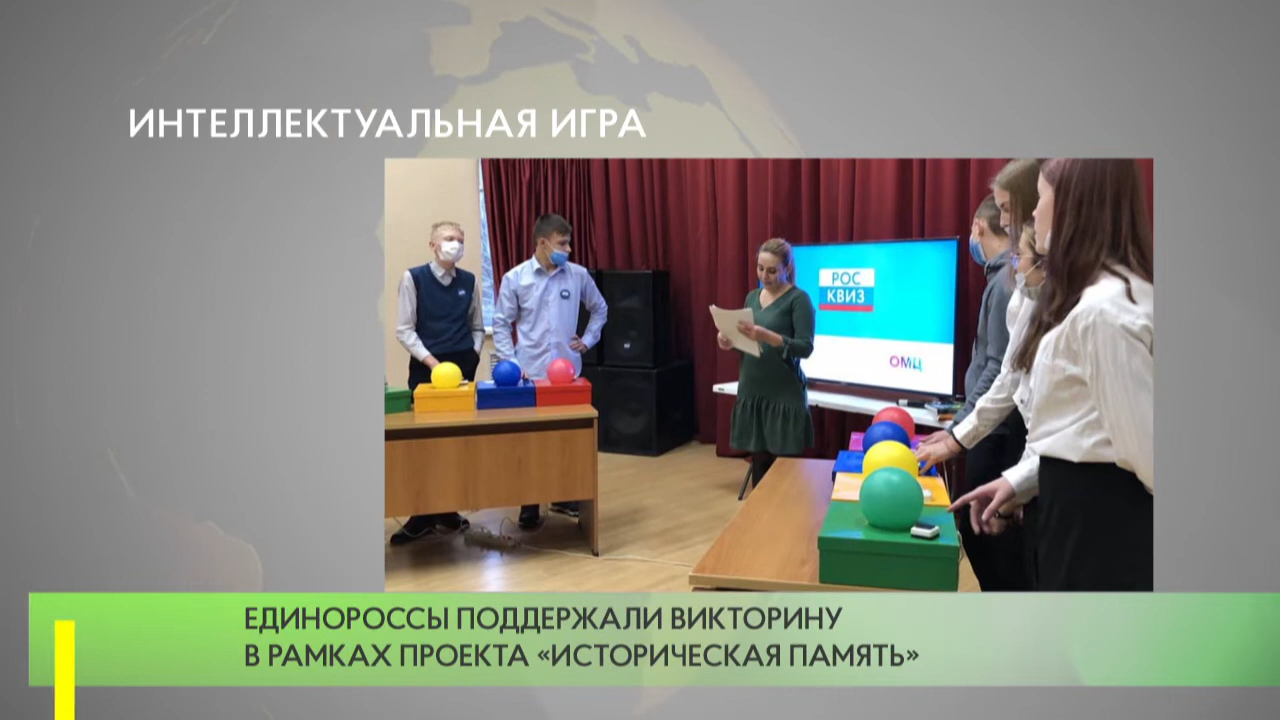 ИНТЕЛЛЕКТУАЛЬНАЯ ИГРА
РОС
КВИЗ
ОМЦ
ЕДИНОРОССЫ ПОДДЕРЖАЛИ ВИКТОРИНУ
В РАМКАХ ПРОЕКТА «ИСТОРИЧЕСКАЯ ПАМЯТЬ»